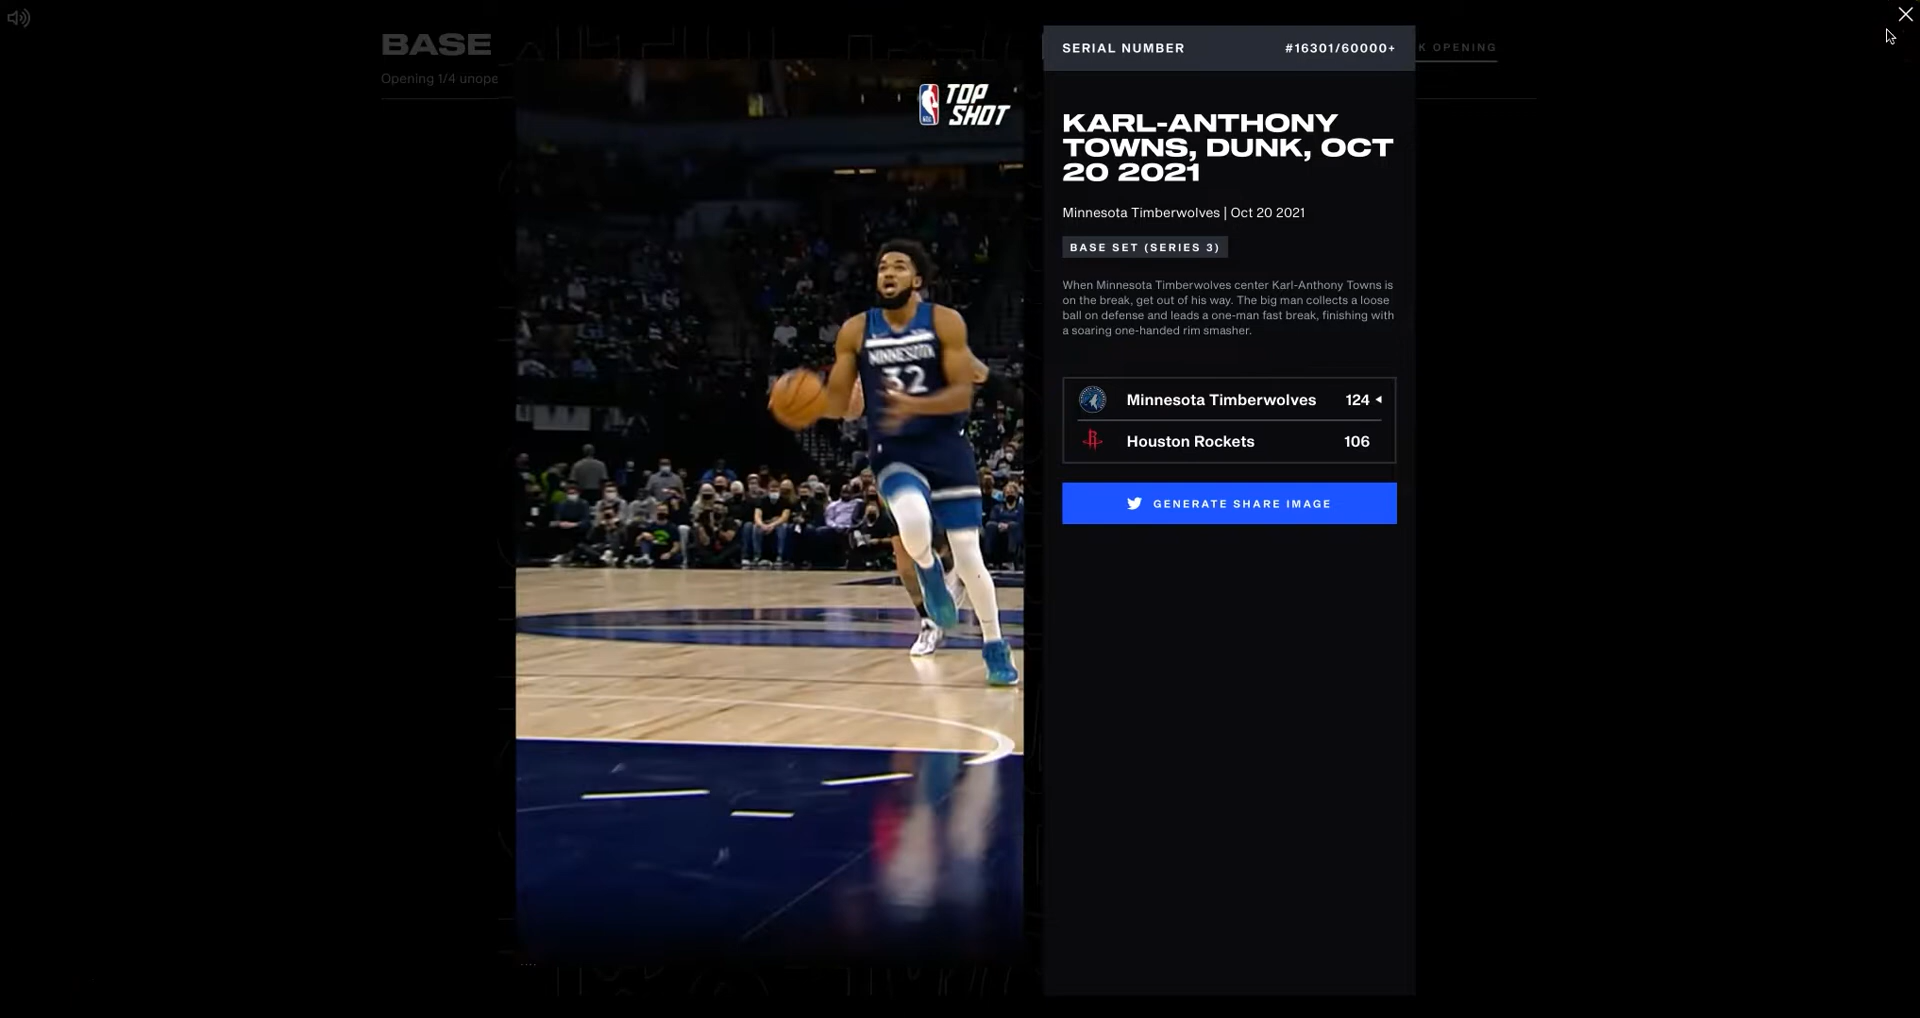 BASE
Opening 1/4 unope
K OPENING
TOP
SHOT
MINNESOTA
32
SERIAL NUMBER #16301/60000+
KARL-ANTHONY
TOWNS, DUNK, OCT
20 2021
Minnesota Timberwolves | Oct 20 2021
BASE SET (SERIES 3)
When Minnesota Timberwolves center Karl-Anthony Towns is
on the break, get out of his way. The big man collects a loose
ball on defense and leads a one-man fast break, finishing with
a soaring one-handed rim smasher.
Minnesota Timberwolves 124
Houston Rockets 106
GENERATE SHARE IMAGE